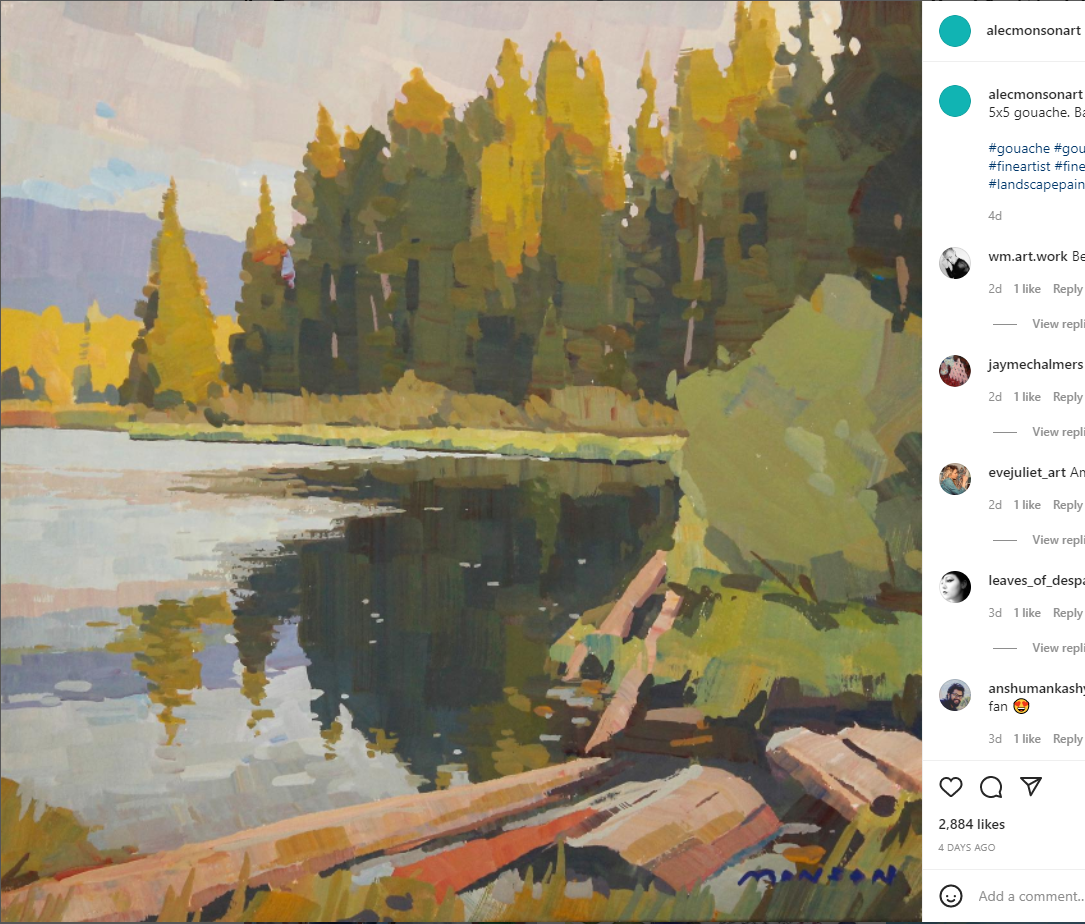 alecmonsonart
alecmonsonart
5x5 gouache. Ba
#gouache #gou
#fineartist #fine
#landscapepain
4d
wm.art.work Be
2d 1 like Reply
View repli
jaymechalmers
2d 1 like Reply
View repli
evejuliet_art An
2d 1 like Reply
View repli
leaves_of_despa
3d 1 like Reply
View repli
anshumankashy
fan 😍
3d 1 like Reply
2,884 likes
4 DAYS AGO
MONSON
Add a comment...